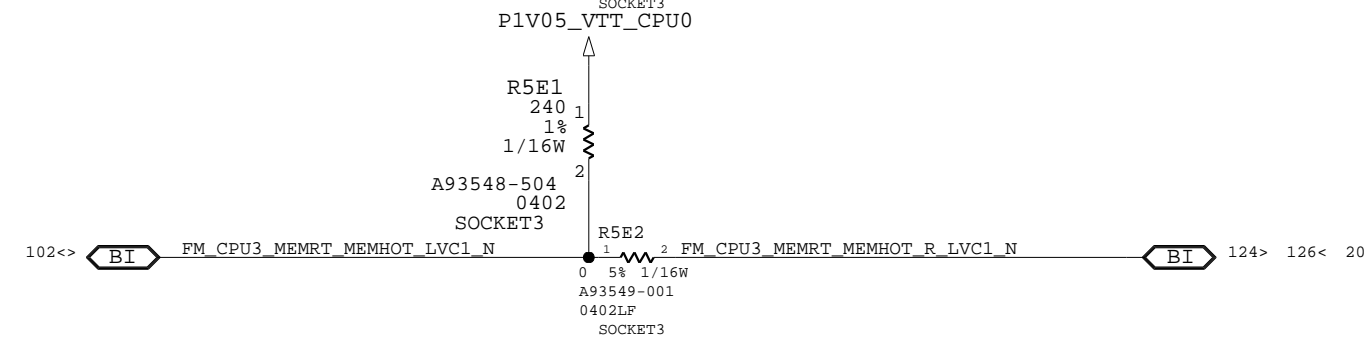 SOCKET3
P1V05_VTT_CPU0
R5E1
240
1
1%
1/16W
2
A93548-504
0402
SOCKET3
R5E2
102<> BI FM_CPU3_MEMRT_MEMHOT_LVC1_N 1 2 FM_CPU3_MEMRT_MEMHOT_R_LVC1_N BI 124> 126< 20
0 5% 1/16W
A93549-001
0402LF
SOCKET3